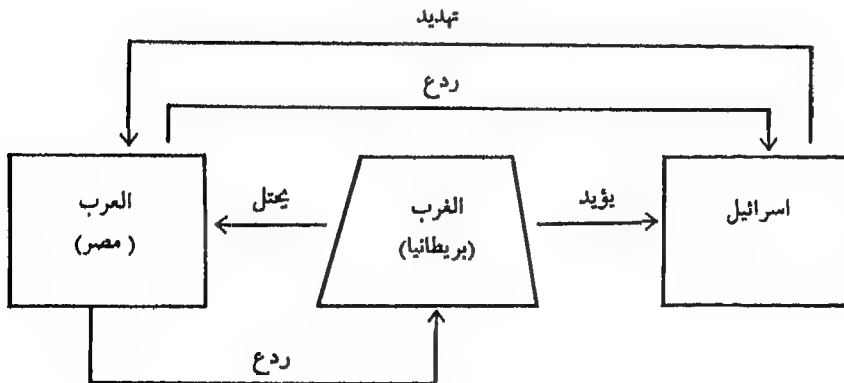 تهديد
ردع
العرب
(مصر)
يحتل
الغرب
(بريطانيا)
يؤيد
اسرائيل
ردع